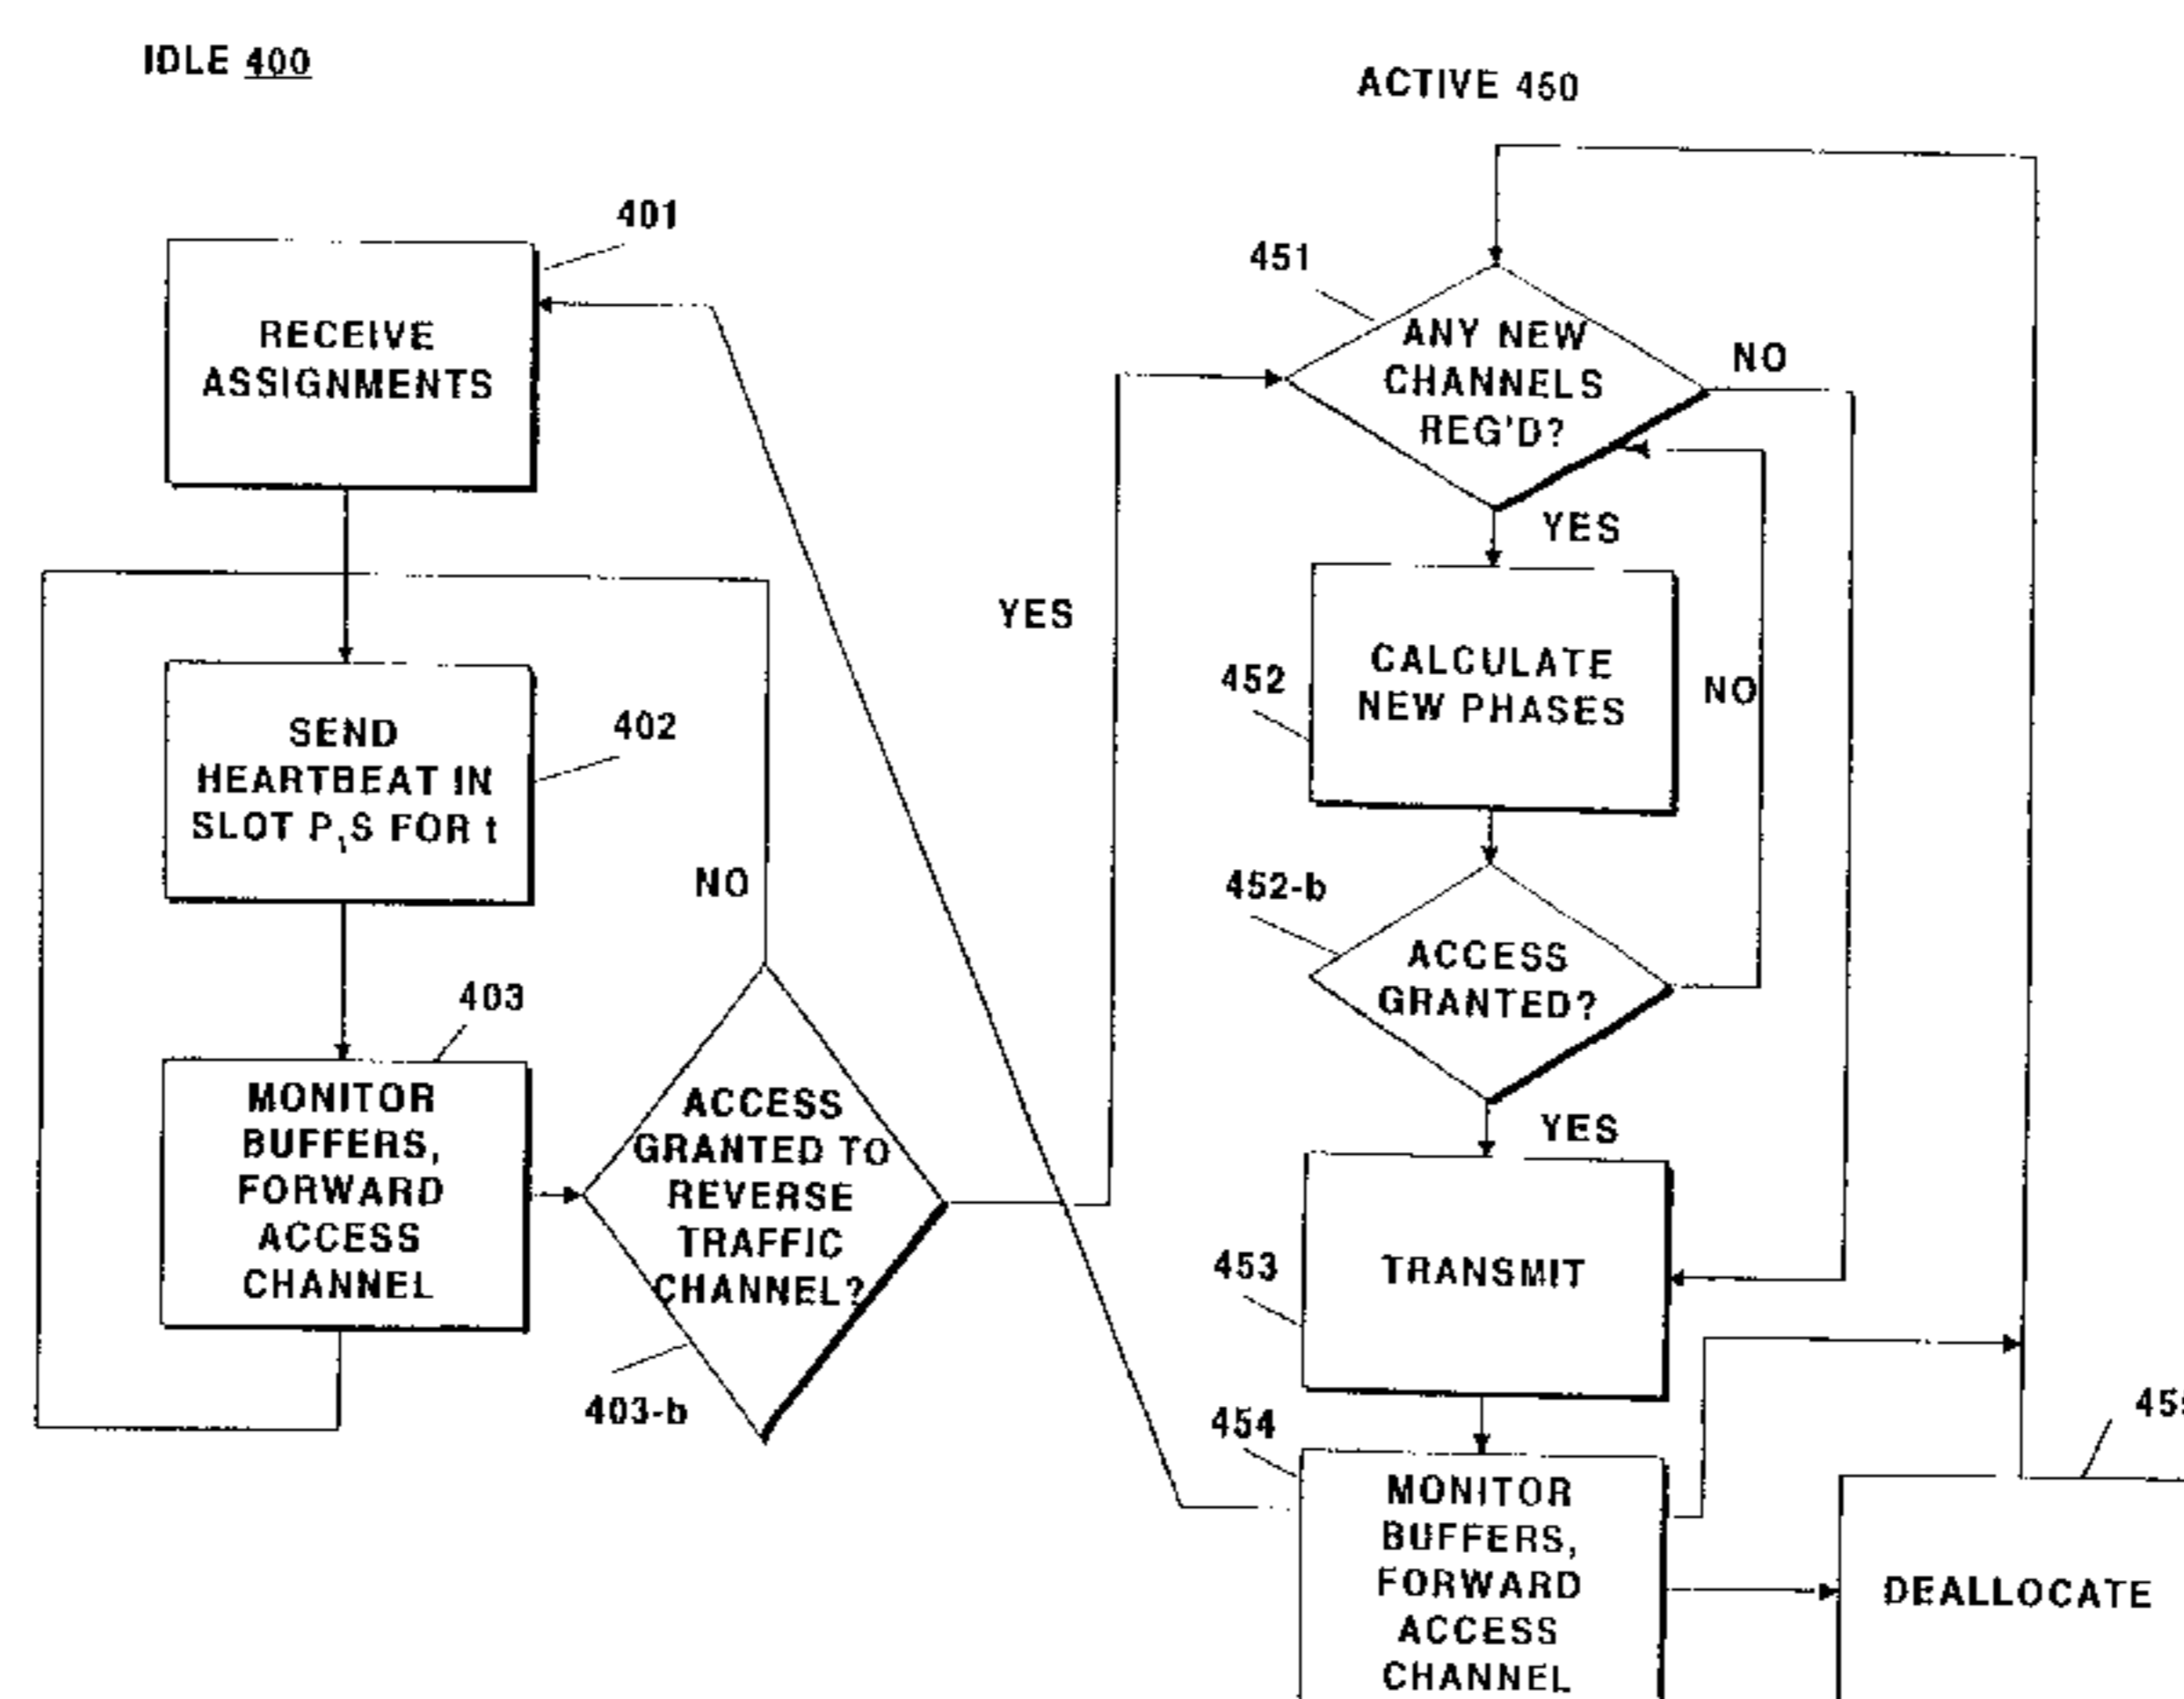 IDLE 400
401
RECEIVE
ASSIGNMENTS
402
SEND
HEARTBEAT IN
SLOT P,S FOR t
403
MONITOR
BUFFERS,
FORWARD
ACCESS
CHANNEL
NO
ACCESS
GRANTED TO
REVERSE
TRAFFIC
CHANNEL?
403-b
YES
ACTIVE 450
451
ANY NEW
CHANNELS
REG'D?
NO
YES
452
CALCULATE
NEW PHASES
NO
452-b
ACCESS
GRANTED?
YES
453
TRANSMIT
454
MONITOR
BUFFERS,
FORWARD
ACCESS
CHANNEL
DEALLOCATE